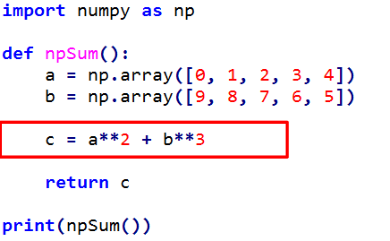 import numpy as np
def npSum():
    a = np.array([0, 1, 2, 3, 4])
    b = np.array([9, 8, 7, 6, 5])
    c = a**2 + b**3
    return c
print(npSum())